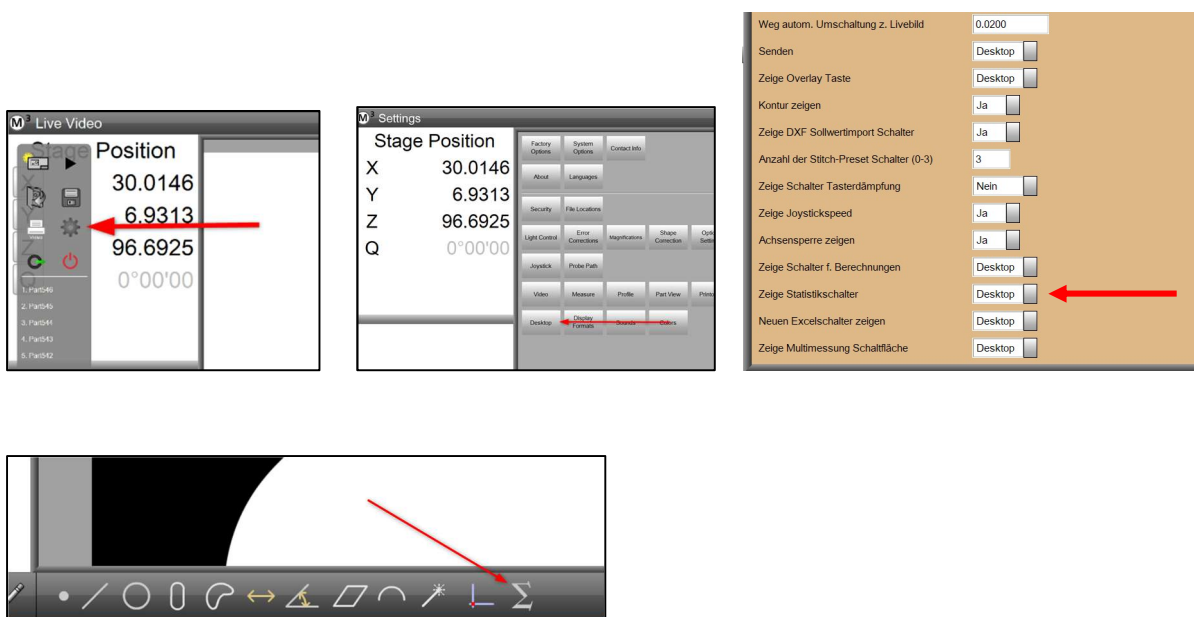 M³ Live Video
Stage Position
X 30.0146
Y 6.9313
Z 96.6925
Q 0°00'00
Video
1. Part546
2. Part545
3. Part544
4. Part543
5. Part542
M³ Settings
Stage Position
X 30.0146
Y 6.9313
Z 96.6925
Q 0°00'00
Factory Options
System Options
Contact Info
About
Languages
Security
File Locations
Light Control
Error Corrections
Magnifications
Shape Correction
Joystick
Probe Path
Video
Measure
Profile
Part View
Desktop
Display Formats
Sounds
Colors
Weg autom. Umschaltung z. Livebild 0.0200
Senden Desktop
Zeige Overlay Taste Desktop
Kontur zeigen Ja
Zeige DXF Sollwertimport Schalter Ja
Anzahl der Stitch-Preset Schalter (0-3) 3
Zeige Schalter Tasterdämpfung Nein
Zeige Joystickspeed Ja
Achsensperre zeigen Ja
Zeige Schalter f. Berechnungen Desktop
Zeige Statistikschalter Desktop
Neuen Excelschalter zeigen Desktop
Zeige Multimessung Schaltfläche Desktop
Σ